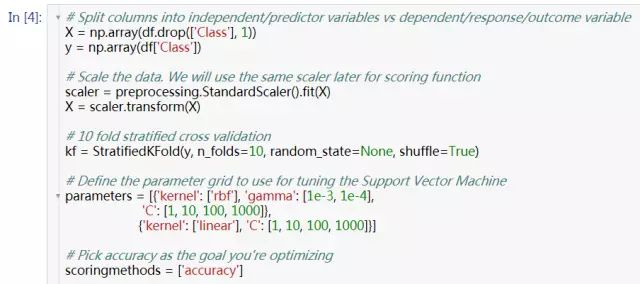 In [4]:
# Split columns into independent/predictor variables vs dependent/response/outcome variable
X = np.array(df.drop(['Class'], 1))
y = np.array(df['Class'])
# Scale the data. We will use the same scaler later for scoring function
scaler = preprocessing.StandardScaler().fit(X)
X = scaler.transform(X)
# 10 fold stratified cross validation
kf = StratifiedKFold(y, n_folds=10, random_state=None, shuffle=True)
# Define the parameter grid to use for tuning the Support Vector Machine
parameters = [{'kernel': ['rbf'], 'gamma': [1e-3, 1e-4],
'C': [1, 10, 100, 1000]},
{'kernel': ['linear'], 'C': [1, 10, 100, 1000]}]
# Pick accuracy as the goal you're optimizing
scoringmethods = ['accuracy']